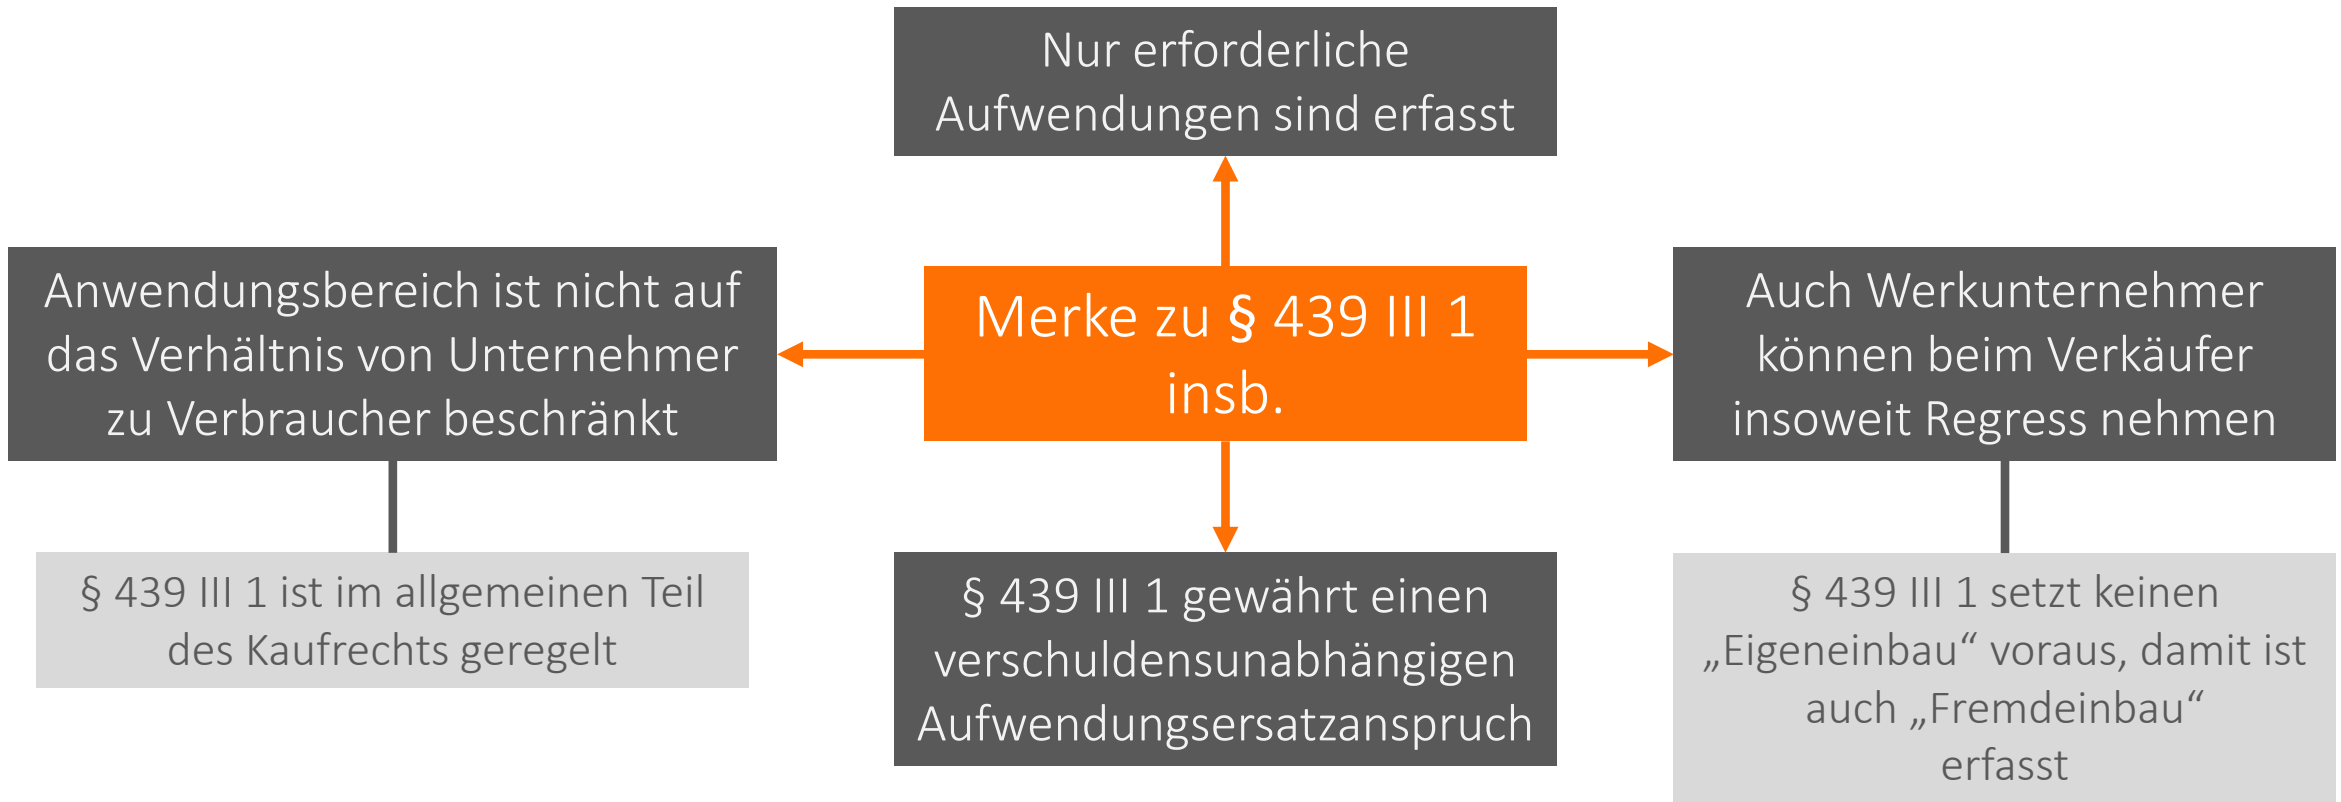 Nur erforderliche
Aufwendungen sind erfasst
Anwendungsbereich ist nicht auf
das Verhältnis von Unternehmer
zu Verbraucher beschränkt
Merke zu § 439 III 1
insb.
Auch Werkunternehmer
können beim Verkäufer
insoweit Regress nehmen
§ 439 III 1 ist im allgemeinen Teil
des Kaufrechts geregelt
§ 439 III 1 gewährt einen
verschuldensunabhängigen
Aufwendungsersatzanspruch
§ 439 III 1 setzt keinen
„Eigeneinbau“ voraus, damit ist
auch „Fremdeinbau“
erfasst